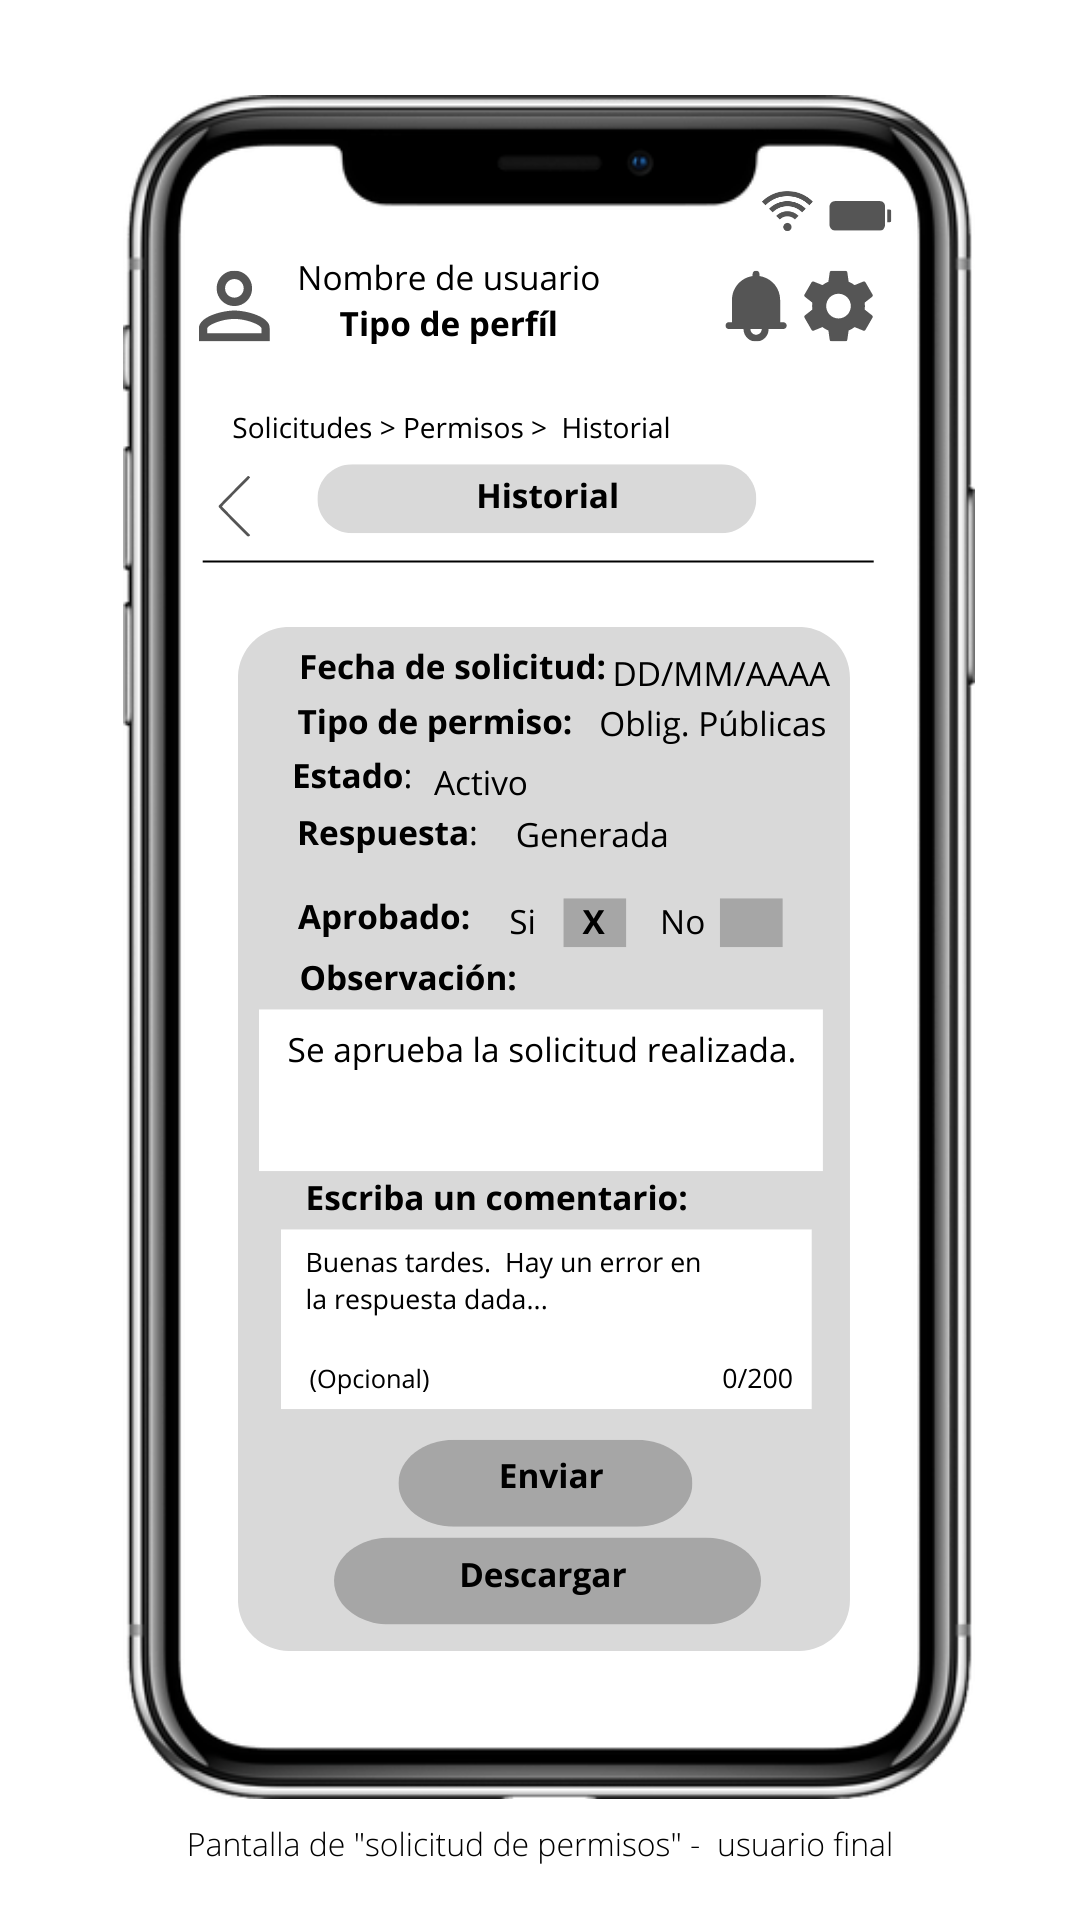 Nombre de usuario
Tipo de perfíl
Solicitudes > Permisos > Historial
Historial
Fecha de solicitud: DD/MM/AAAA
Tipo de permiso: Oblig. Públicas
Estado: Activo
Respuesta: Generada
Aprobado: Si X No
Observación:
Se aprueba la solicitud realizada.
Escriba un comentario:
Buenas tardes. Hay un error en
la respuesta dada...
(Opcional) 0/200
Enviar
Descargar
Pantalla de "solicitud de permisos" - usuario final